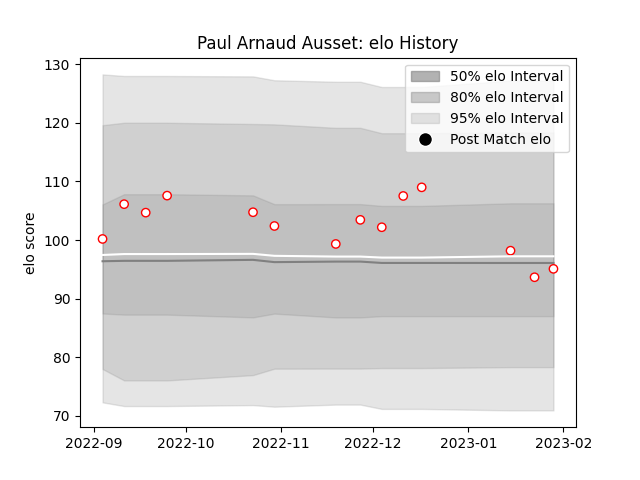 Paul Arnaud Ausset: elo History
130
120
110
100
90
80
70
elo score
50% elo Interval
80% elo Interval
95% elo Interval
Post Match elo
2022-09
2022-10
2022-11
2022-12
2023-01
2023-02